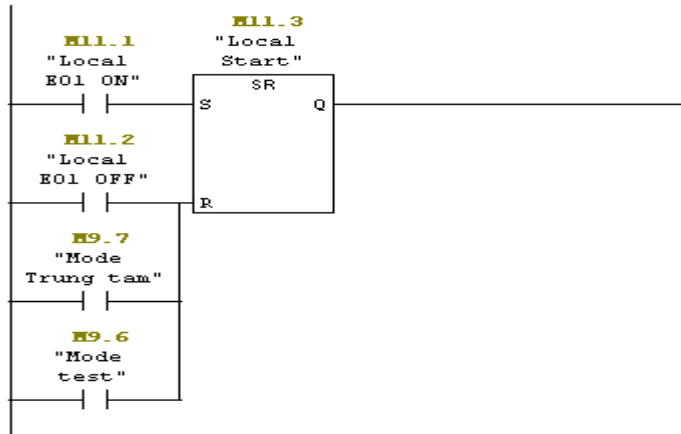 M11.3
"Local
Start"
M11.1
"Local
E01 ON"
SR
S
Q
M11.2
"Local
E01 OFF"
R
M9.7
"Mode
Trung tam"
M9.6
"Mode
test"